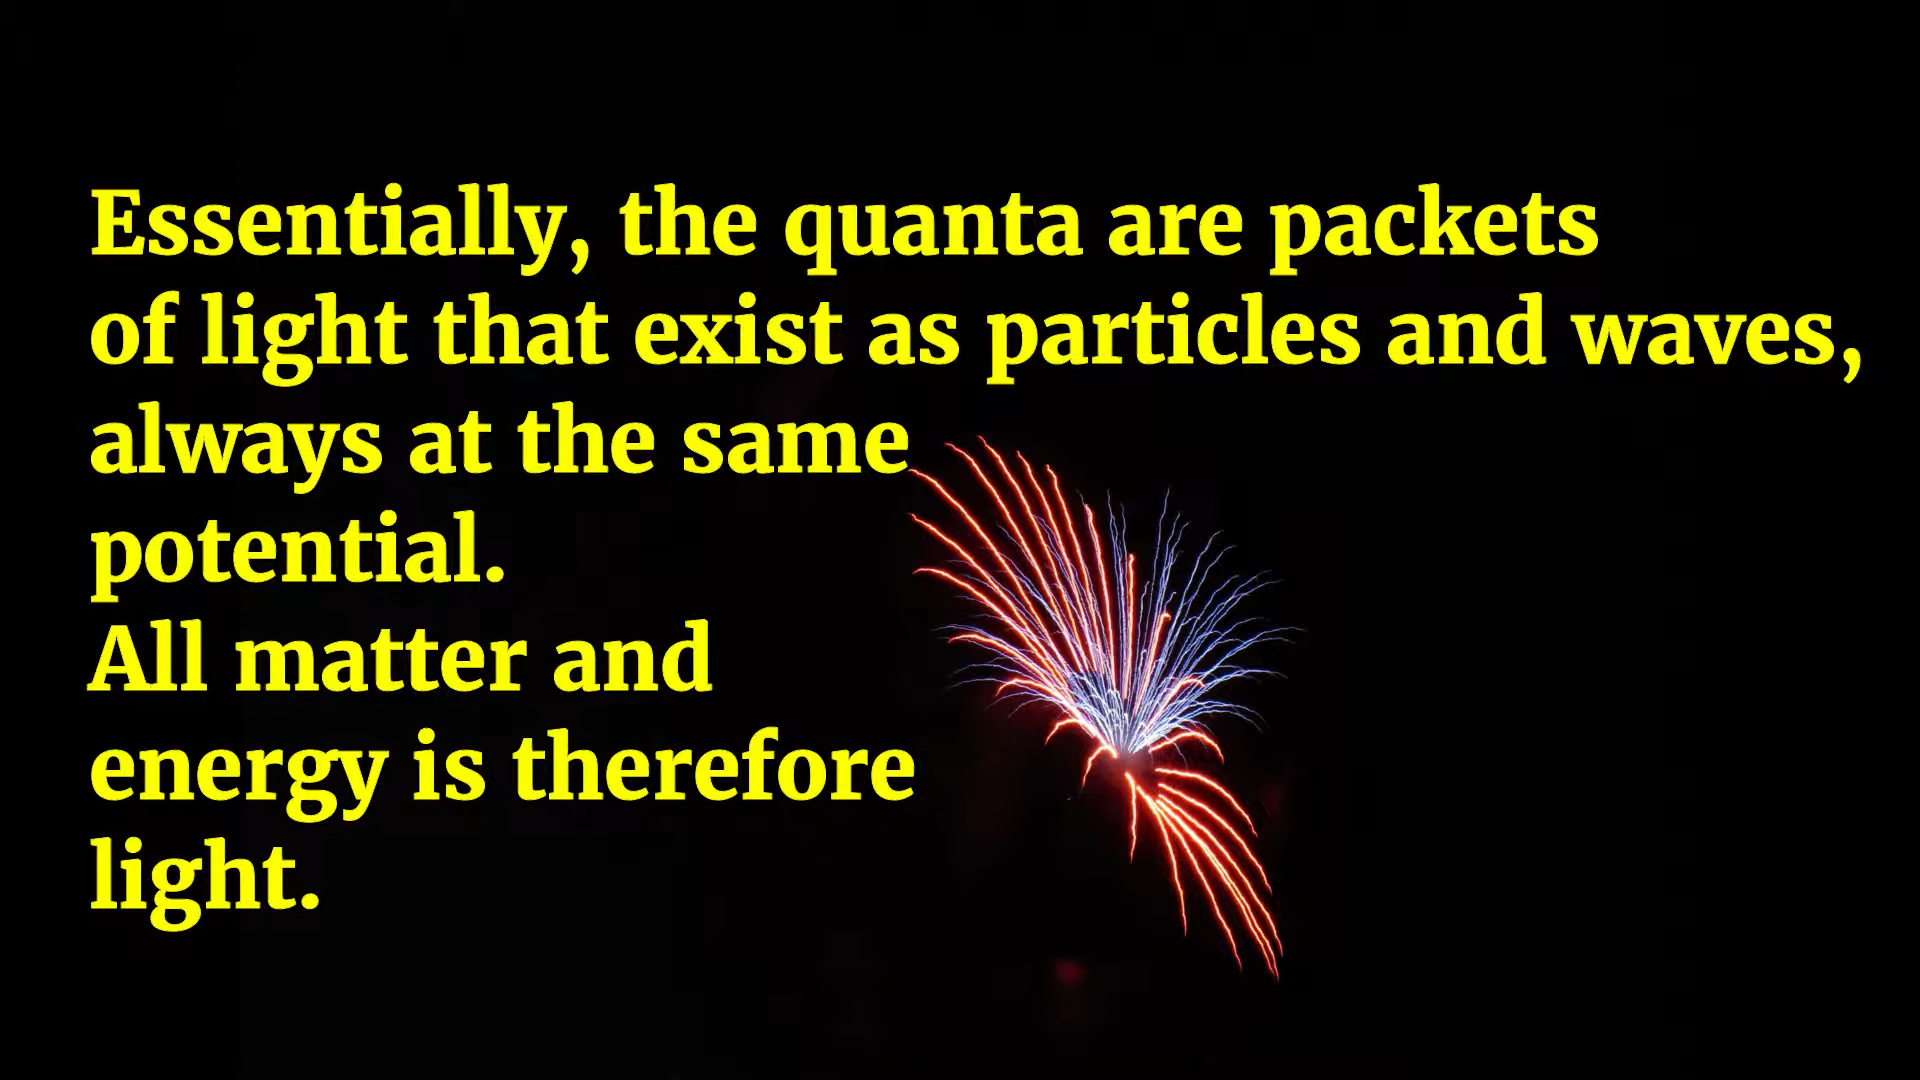 Essentially, the quanta are packets
of light that exist as particles and waves,
always at the same
potential.
All matter and
energy is therefore
light.